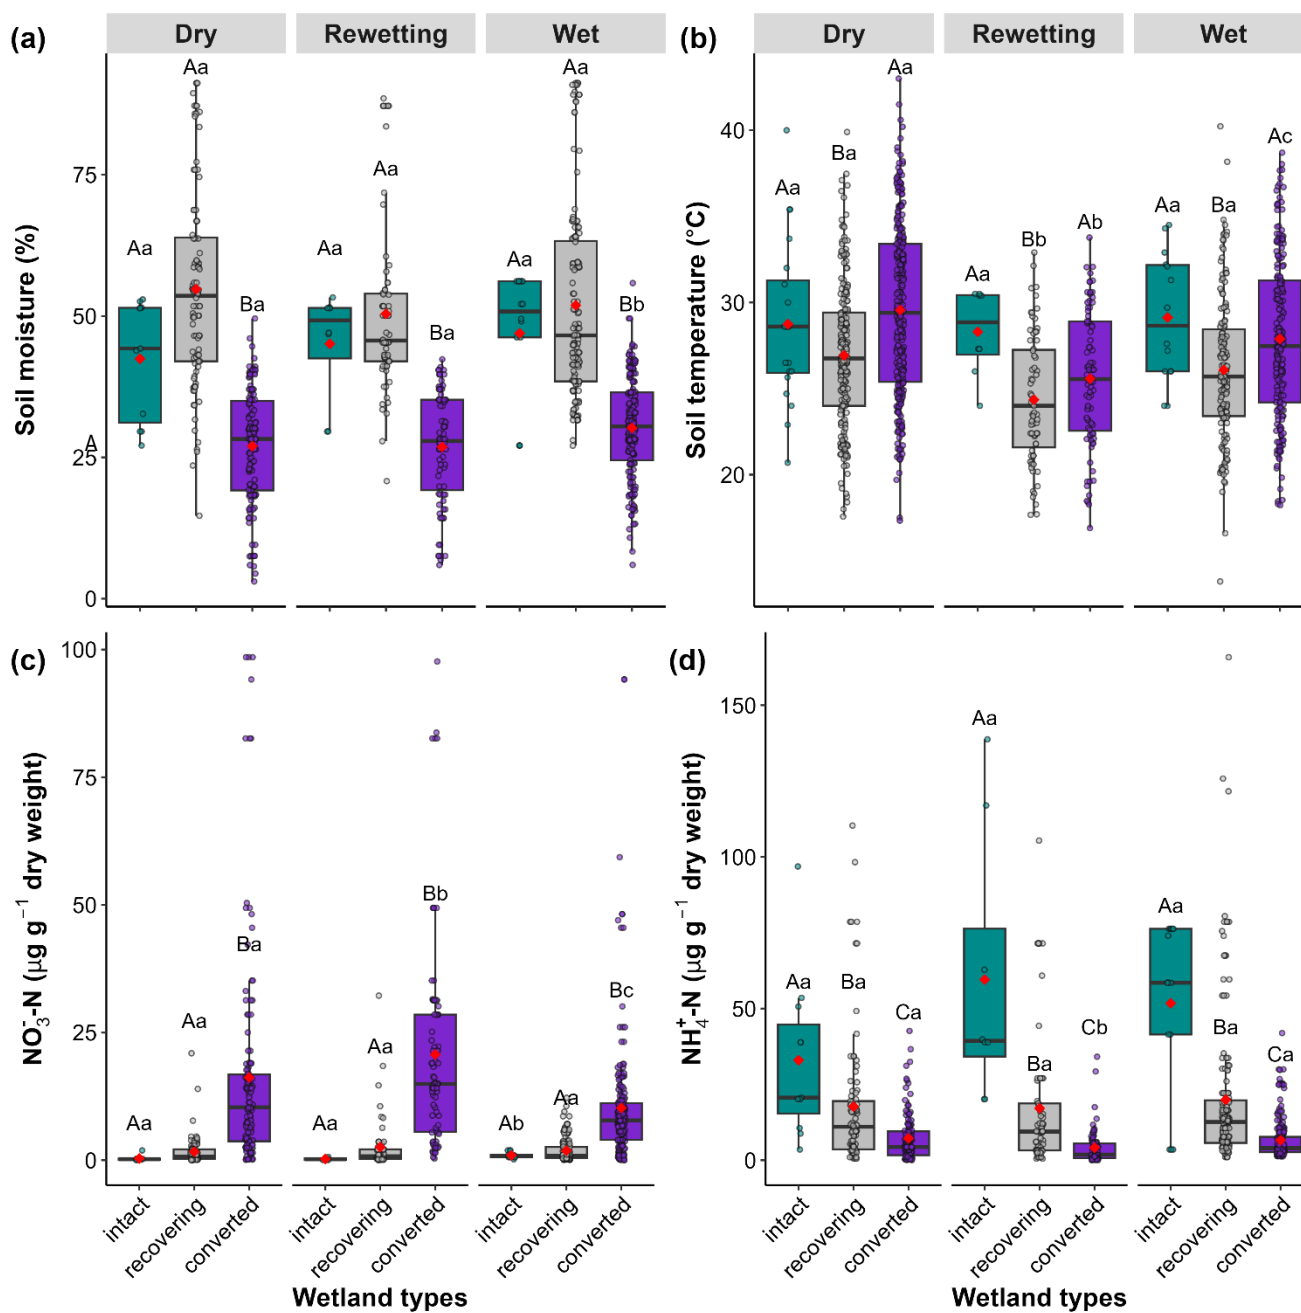 (a)
Dry
Rewetting
Wet
Soil moisture (%)
75
50
25
0
A
Aa
Aa
Ba
Aa
Aa
Ba
Aa
Aa
Bb
(b)
Dry
Rewetting
Wet
Soil temperature (°C)
40
30
20
Aa
Ba
Aa
Aa
Bb
Ab
Aa
Ba
Ac
(c)
NO₃⁻-N (μg g⁻¹ dry weight)
100
75
50
25
0
Aa
Aa
Ba
Aa
Aa
Bb
Ab
Aa
Bc
intact
recovering
converted
intact
recovering
converted
intact
recovering
converted
Wetland types
(d)
NH₄⁺-N (μg g⁻¹ dry weight)
150
100
50
0
Aa
Ba
Ca
Aa
Ba
Cb
Aa
Ba
Ca
intact
recovering
converted
intact
recovering
converted
intact
recovering
converted
Wetland types